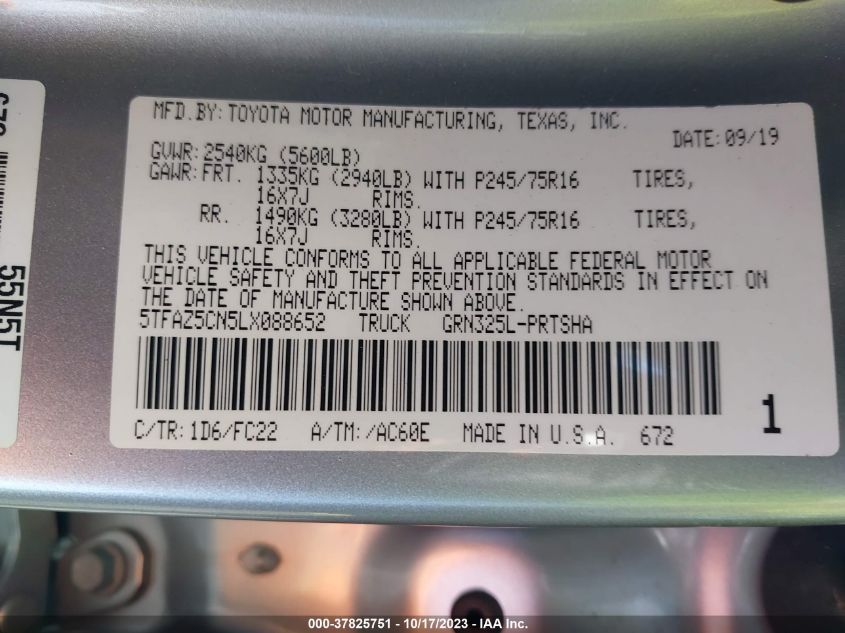 MFD.BY:TOYOTA MOTOR MANUFACTURING, TEXAS, INC.
DATE:09/19
GVWR:2540KG (5600LB)
GAWR:FRT. 1335KG (2940LB) WITH P245/75R16 TIRES,
16X7J RIMS.
RR. 1490KG (3280LB) WITH P245/75R16 TIRES,
16X7J RIMS.
THIS VEHICLE CONFORMS TO ALL APPLICABLE FEDERAL MOTOR
VEHICLE SAFETY AND THEFT PREVENTION STANDARDS IN EFFECT ON
THE DATE OF MANUFACTURE SHOWN ABOVE.
5TFAZ5CN5LX088652 TRUCK GRN325L-PRTSHA
C/TR:1D6/FC22 A/TM:/AC60E MADE IN U.S.A. 672
1
55N5T
000-37825751 - 10/17/2023 - IAA Inc.